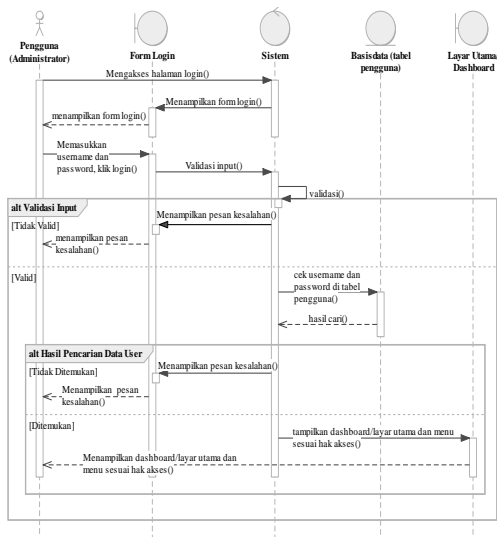 Pengguna
(Administrator)
Form Login
Sistem
Basisdata (tabel
pengguna)
Layar Utama/
Dashboard
Mengakses halaman login()
Menampilkan form login()
menampilkan form login()
Memasukkan
username dan
password, klik login()
Validasi input()
validasi()
alt Validasi Input
Menampilkan pesan kesalahan()
[Tidak Valid]
menampilkan pesan
kesalahan()
[Valid]
cek username dan
password di tabel
pengguna()
hasil cari()
alt Hasil Pencarian Data User
Menampilkan pesan kesalahan()
[Tidak Ditemukan]
Menampilkan pesan
kesalahan()
[Ditemukan]
tampilkan dashboard/layar utama dan menu
sesuai hak akses()
Menampilkan dashboard/layar utama dan
menu sesuai hak akses()